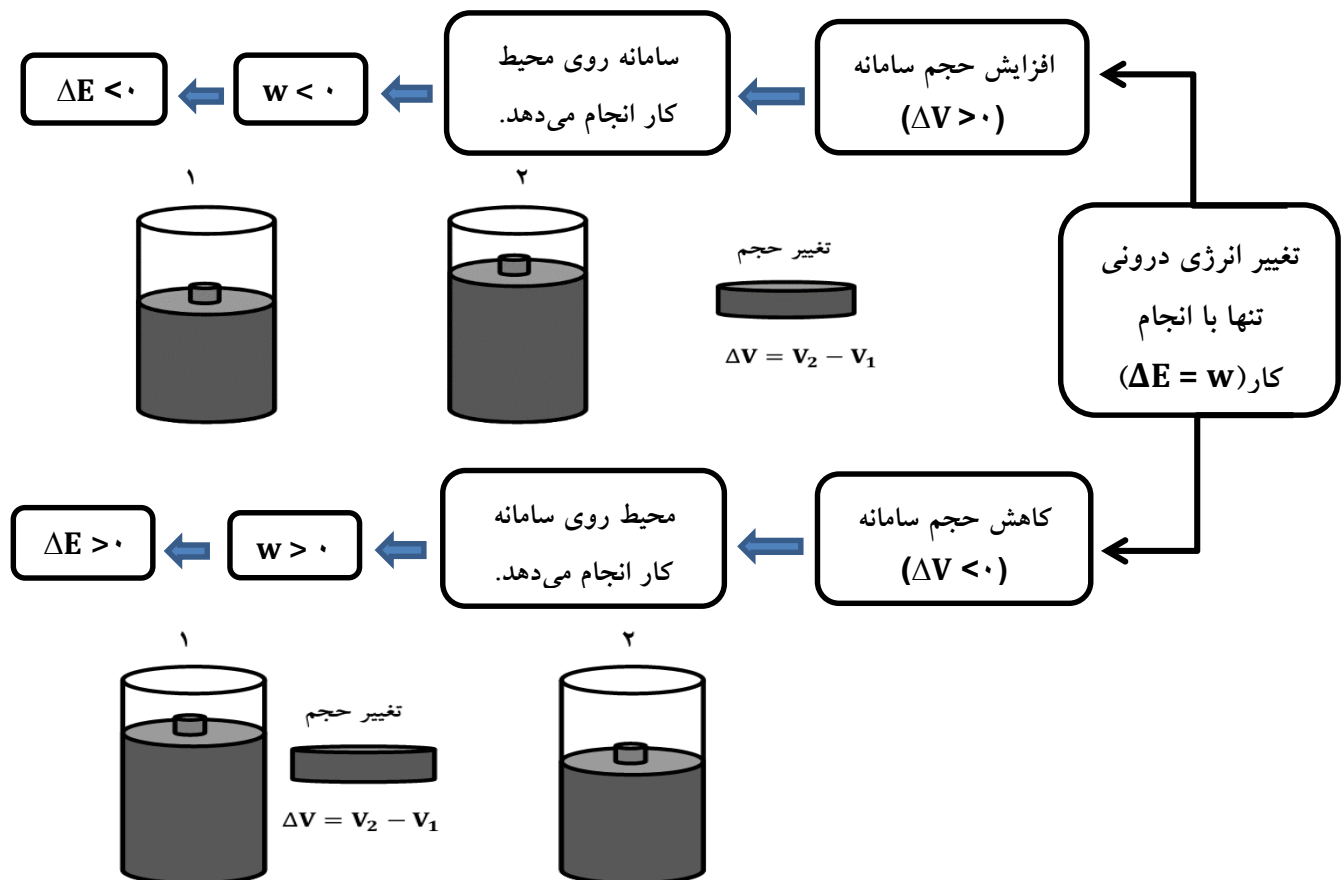 تغییر انرژی درونی
تنها با انجام
کار(ΔE = w)
افزایش حجم سامانه
(ΔV >۰)
سامانه روی محیط
کار انجام می‌دهد.
w < ۰
ΔE <۰
۱
۲
تغییر حجم
ΔV = V₂ − V₁
کاهش حجم سامانه
(ΔV <۰)
محیط روی سامانه
کار انجام می‌دهد.
w > ۰
ΔE >۰
۱
۲
تغییر حجم
ΔV = V₂ − V₁